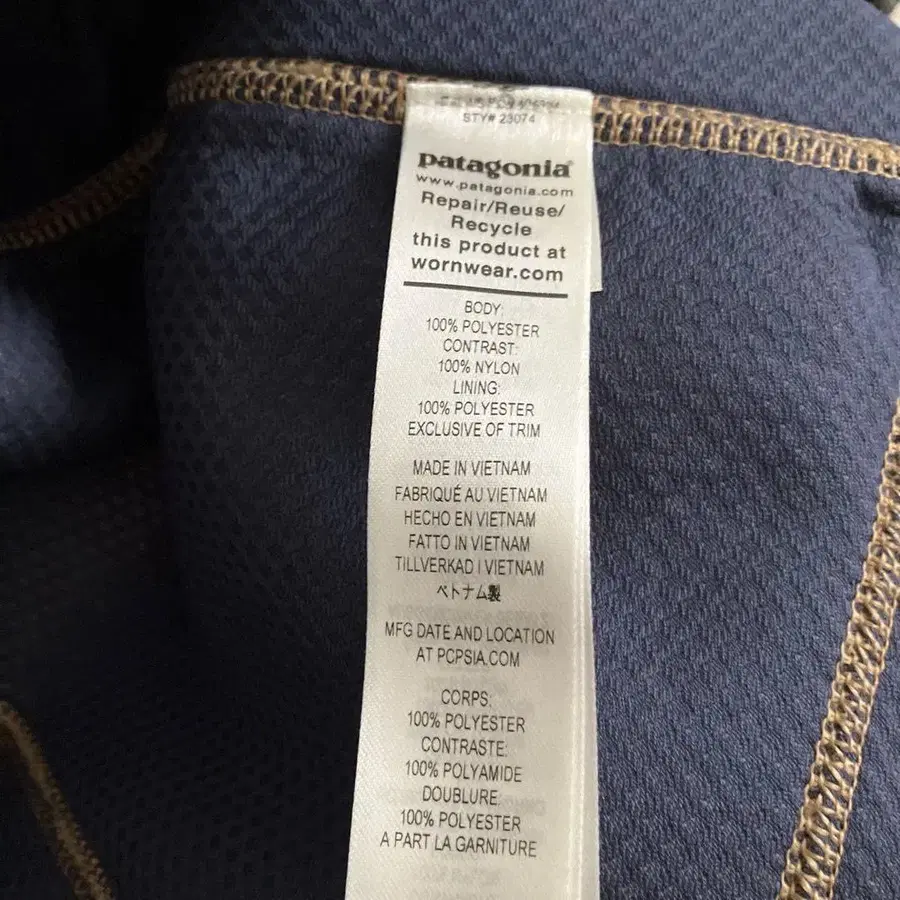 STY# 23074
patagonia®
www.patagonia.com
Repair/Reuse/
Recycle
this product at
wornwear.com
BODY:
100% POLYESTER
CONTRAST:
100% NYLON
LINING:
100% POLYESTER
EXCLUSIVE OF TRIM
MADE IN VIETNAM
FABRIQUÉ AU VIETNAM
HECHO EN VIETNAM
FATTO IN VIETNAM
TILLVERKAD I VIETNAM
ベトナム製
MFG DATE AND LOCATION
AT PCPSIA.COM
CORPS:
100% POLYESTER
CONTRASTE:
100% POLYAMIDE
DOUBLURE:
100% POLYESTER
A PART LA GARNITURE